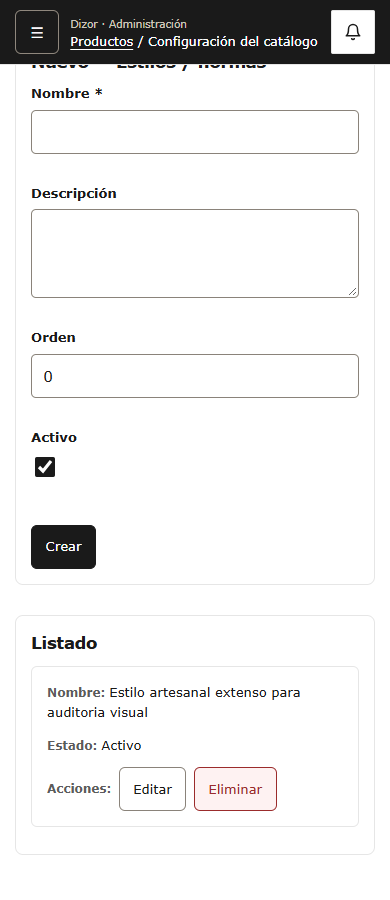 ☰
Dizor · Administración
Productos / Configuración del catálogo
Nombre *
Descripción
Orden
0
Activo
Crear
Listado
Nombre: Estilo artesanal extenso para
auditoria visual
Estado: Activo
Acciones: Editar Eliminar